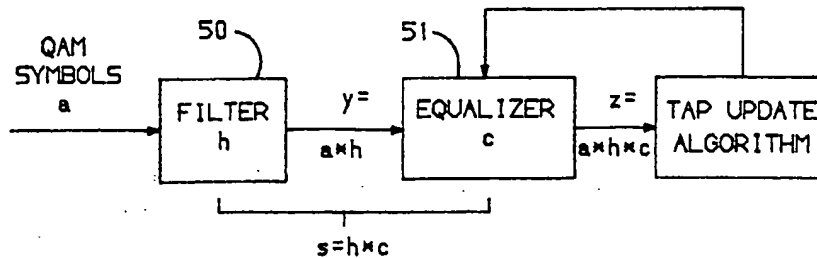 QAM
SYMBOLS
a
50
FILTER
h
y=
a*h
51
EQUALIZER
c
z=
a*h*c
TAP UPDATE
ALGORITHM
s=h*c